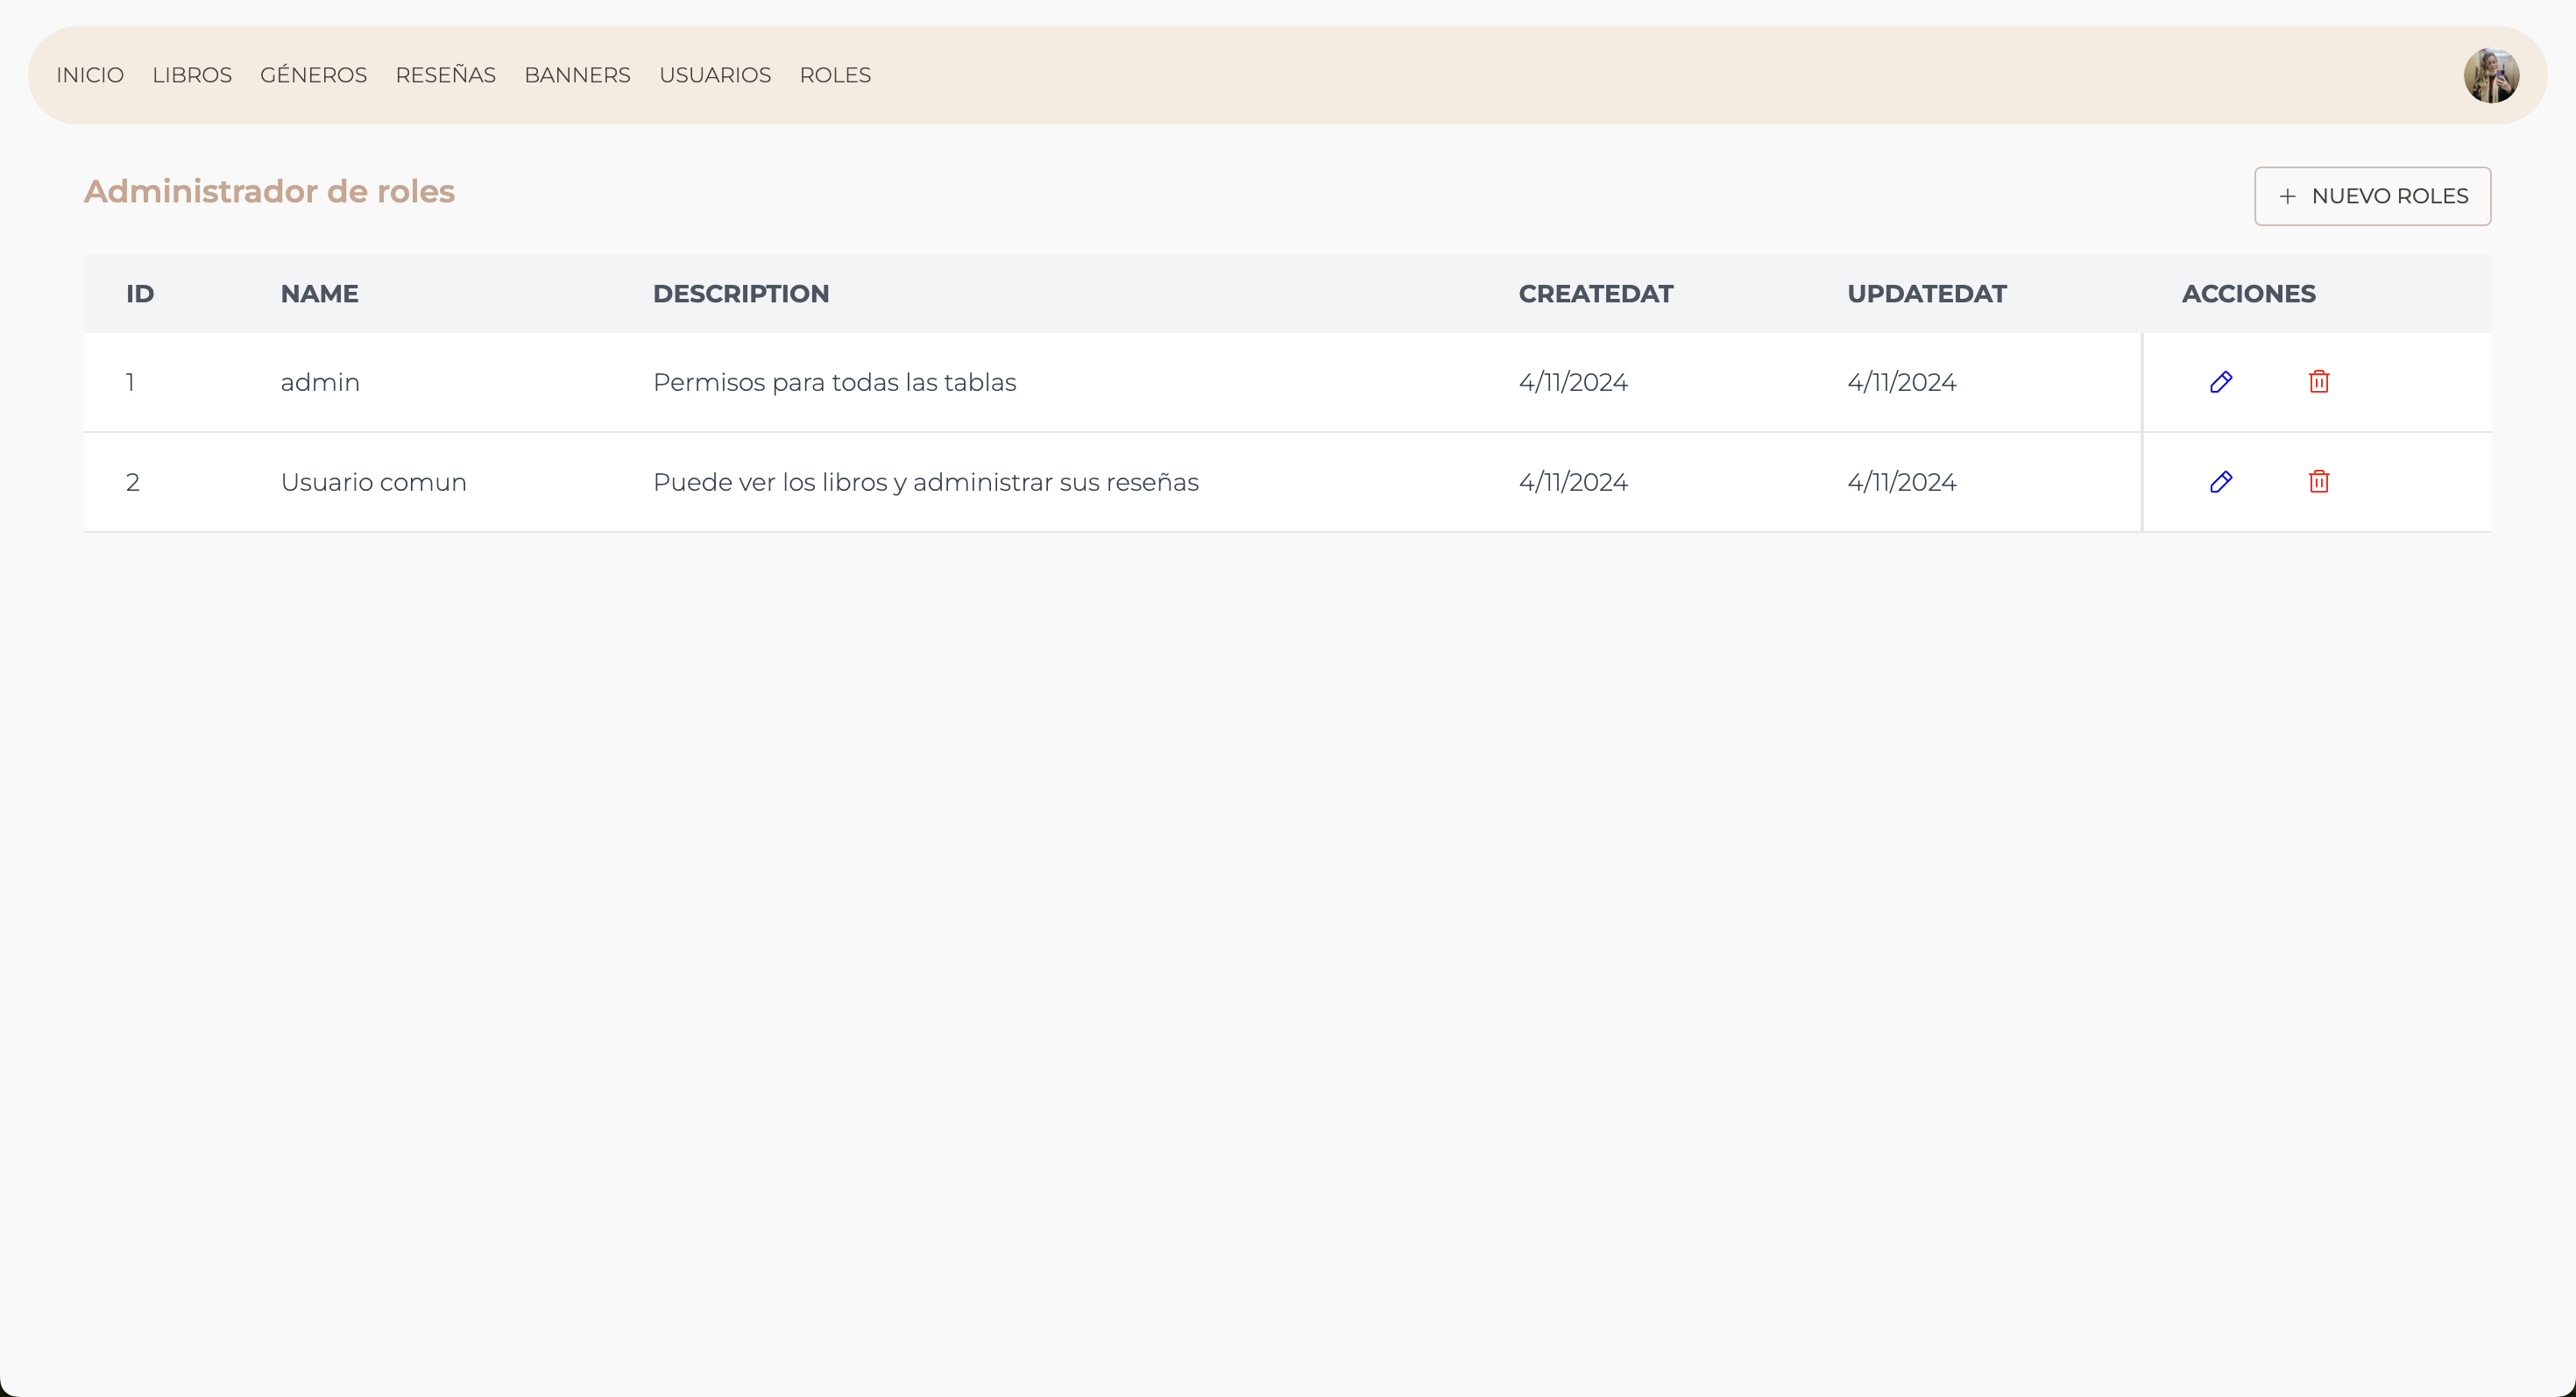 INICIO LIBROS GÉNEROS RESEÑAS BANNERS USUARIOS ROLES
Administrador de roles
NUEVO ROLES
ID NAME DESCRIPTION CREATEDAT UPDATEDAT ACCIONES
1 admin Permisos para todas las tablas 4/11/2024 4/11/2024
2 Usuario comun Puede ver los libros y administrar sus reseñas 4/11/2024 4/11/2024